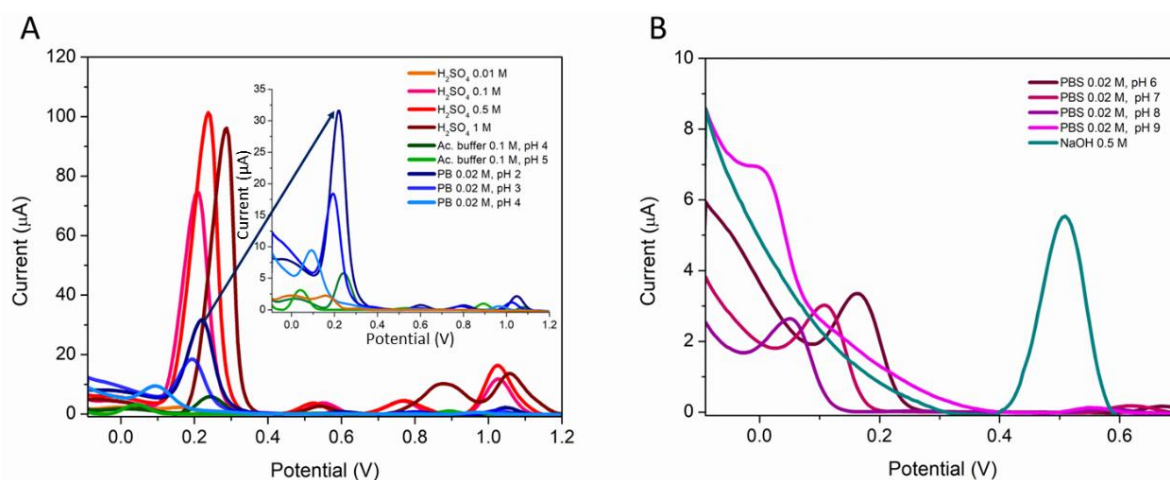 A
120
100
80
60
40
20
0
Current (μA)
0.0 0.2 0.4 0.6 0.8 1.0 1.2
Potential (V)
H₂SO₄ 0.01 M
H₂SO₄ 0.1 M
H₂SO₄ 0.5 M
H₂SO₄ 1 M
Ac. buffer 0.1 M, pH 4
Ac. buffer 0.1 M, pH 5
PB 0.02 M, pH 2
PB 0.02 M, pH 3
PB 0.02 M, pH 4
35
30
25
20
15
10
5
0
Current (μA)
0.0 0.2 0.4 0.6 0.8 1.0 1.2
Potential (V)
B
10
8
6
4
2
0
Current (μA)
0.0 0.2 0.4 0.6
Potential (V)
PBS 0.02 M, pH 6
PBS 0.02 M, pH 7
PBS 0.02 M, pH 8
PBS 0.02 M, pH 9
NaOH 0.5 M